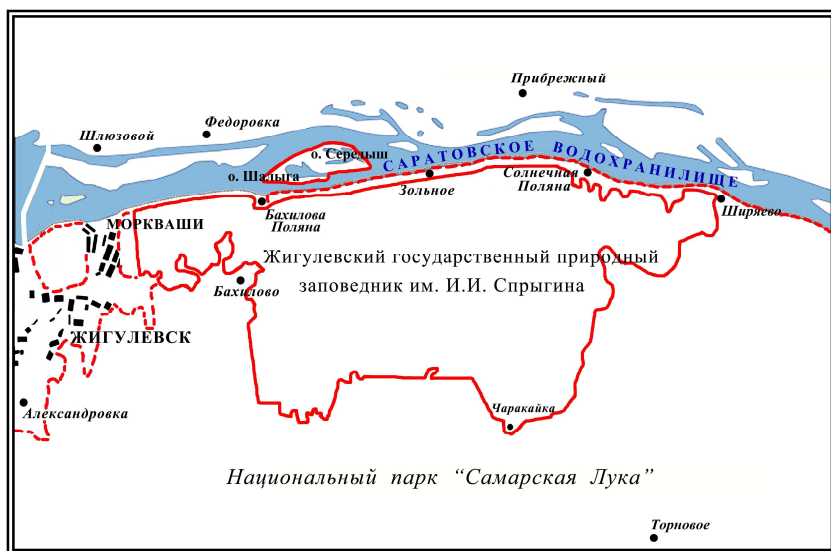 Прибрежный
Федоровка
Шлюзовой
о. Середыш
САРАТОВСКОЕ ВОДОХРАНИЛИЩЕ
о. Шалыга
Зольное
Солнечная
Поляна
Ширяево
Бахилова
Поляна
МОРКВАШИ
Жигулевский государственный природный
заповедник им. И.И. Спрыгина
Бахилово
ЖИГУЛЕВСК
Александровка
Чаракайка
Национальный парк “Самарская Лука”
Торновое